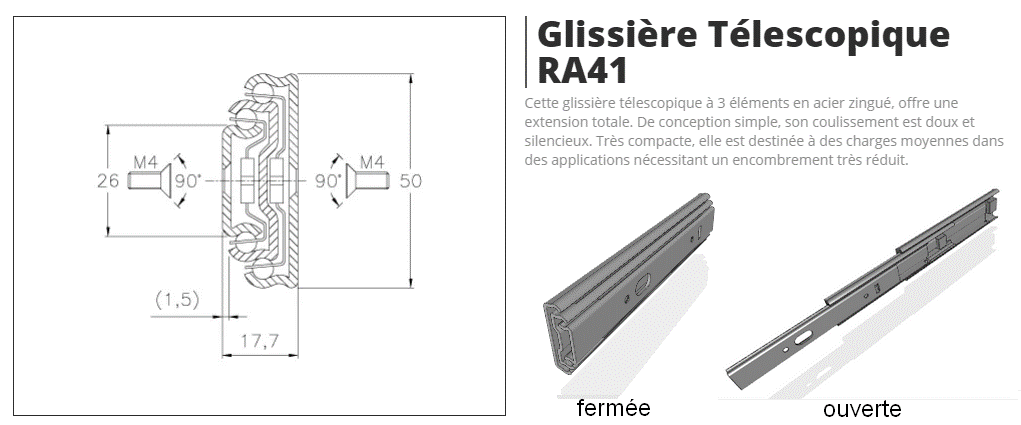 Glissière Télescopique
RA41
Cette glissière télescopique à 3 éléments en acier zingué, offre une
extension totale. De conception simple, son coulissement est doux et
silencieux. Très compacte, elle est destinée à des charges moyennes dans
des applications nécessitant un encombrement très réduit.
M4
M4
26
90°
90°
50
(1,5)
17,7
fermée
ouverte